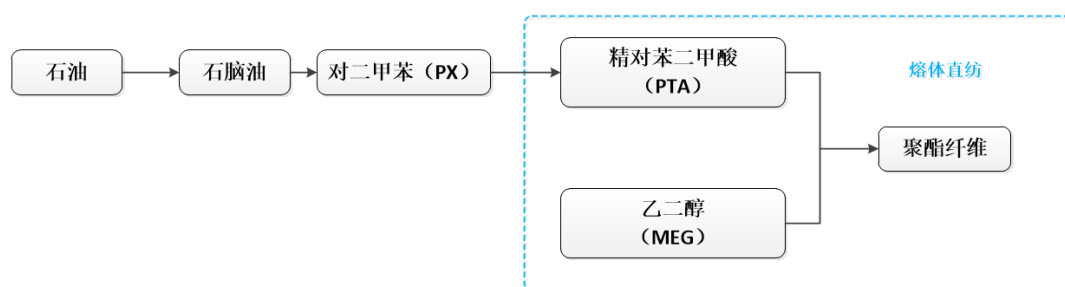 石油
石脑油
对二甲苯（PX）
精对苯二甲酸
（PTA）
熔体直纺
聚酯纤维
乙二醇
（MEG）